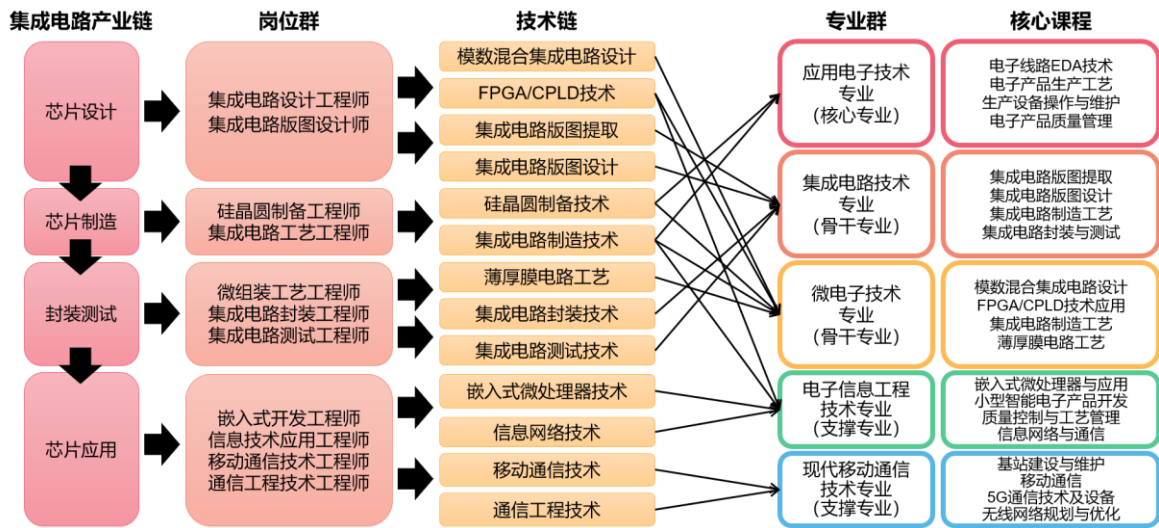 集成电路产业链
岗位群
技术链
专业群
核心课程
芯片设计
集成电路设计工程师
集成电路版图设计师
模数混合集成电路设计
FPGA/CPLD技术
集成电路版图提取
集成电路版图设计
应用电子技术
专业
(核心专业)
电子线路EDA技术
电子产品生产工艺
生产设备操作与维护
电子产品质量管理
芯片制造
硅晶圆制备工程师
集成电路工艺工程师
硅晶圆制备技术
集成电路制造技术
集成电路技术
专业
(骨干专业)
集成电路版图提取
集成电路版图设计
集成电路制造工艺
集成电路封装与测试
封装测试
微组装工艺工程师
集成电路封装工程师
集成电路测试工程师
薄厚膜电路工艺
集成电路封装技术
集成电路测试技术
微电子技术
专业
(骨干专业)
模数混合集成电路设计
FPGA/CPLD技术应用
集成电路制造工艺
薄厚膜电路工艺
芯片应用
嵌入式开发工程师
信息技术应用工程师
移动通信技术工程师
通信工程技术工程师
嵌入式微处理器技术
信息网络技术
移动通信技术
通信工程技术
电子信息工程
技术专业
(支撑专业)
嵌入式微处理器与应用
小型智能电子产品开发
质量控制与工艺管理
信息网络与通信
现代移动通信
技术专业
(支撑专业)
基站建设与维护
移动通信
5G通信技术及设备
无线网络规划与优化